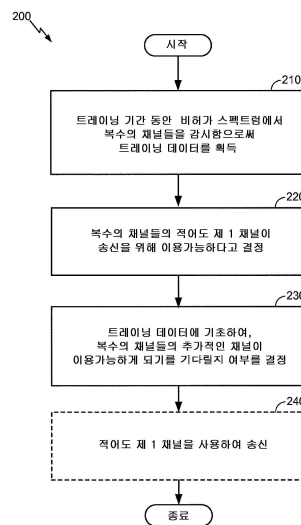 200
시작
210
트레이닝 기간 동안 비허가 스펙트럼에서
복수의 채널들을 감시함으로써
트레이닝 데이터를 획득
220
복수의 채널들의 적어도 제 1 채널이
송신을 위해 이용가능하다고 결정
230
트레이닝 데이터에 기초하여,
복수의 채널들의 추가적인 채널이
이용가능하게 되기를 기다릴지 여부를 결정
240
적어도 제 1 채널을 사용하여 송신
종료